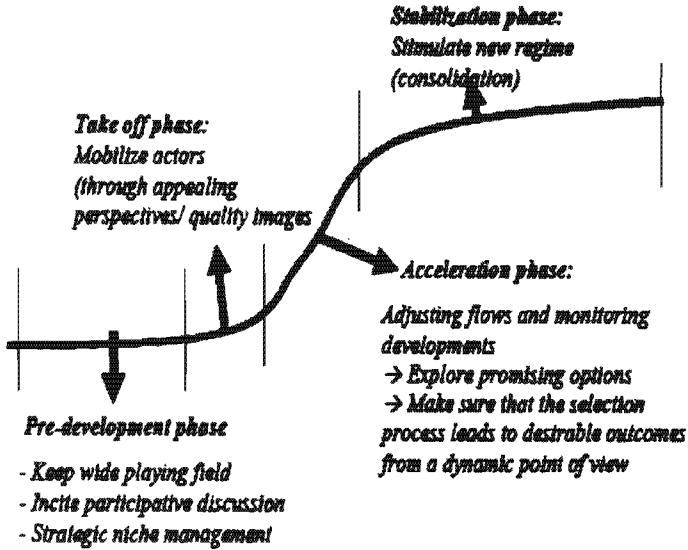 Stabilization phase:
Stimulate new regime
(consolidation)
Take off phase:
Mobilize actors
(through appealing
perspectives/ quality images
Acceleration phase:
Adjusting flows and monitoring
developments
→ Explore promising options
→ Make sure that the selection
process leads to desirable outcomes
from a dynamic point of view
Pre-development phase
- Keep wide playing field
- Incite participative discussion
- Strategic niche management